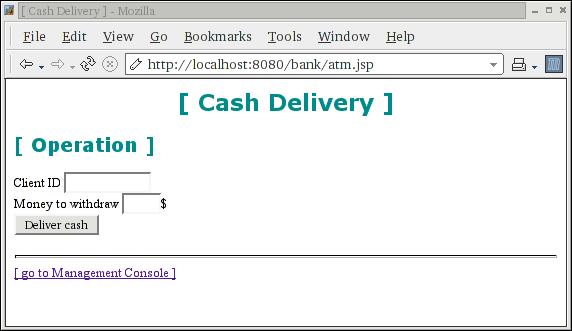 [ Cash Delivery ] - Mozilla
File Edit View Go Bookmarks Tools Window Help
http://localhost:8080/bank/atm.jsp
[ Cash Delivery ]
[ Operation ]
Client ID
Money to withdraw $
Deliver cash
[ go to Management Console ]